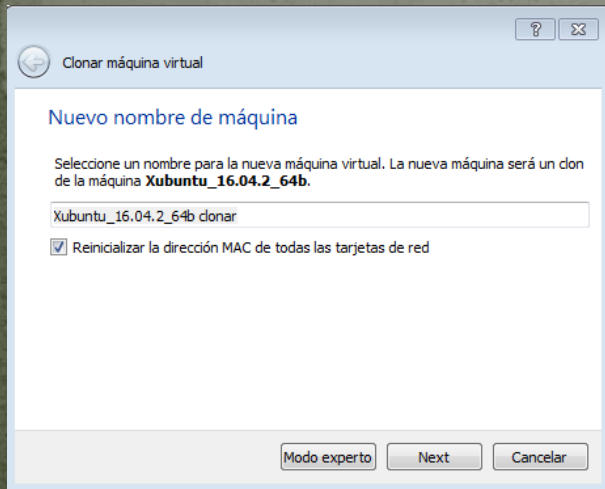 ?
Clonar máquina virtual
Nuevo nombre de máquina
Seleccione un nombre para la nueva máquina virtual. La nueva máquina será un clon
de la máquina Xubuntu_16.04.2_64b.
Xubuntu_16.04.2_64b clonar
Reinicializar la dirección MAC de todas las tarjetas de red
Modo experto Next Cancelar